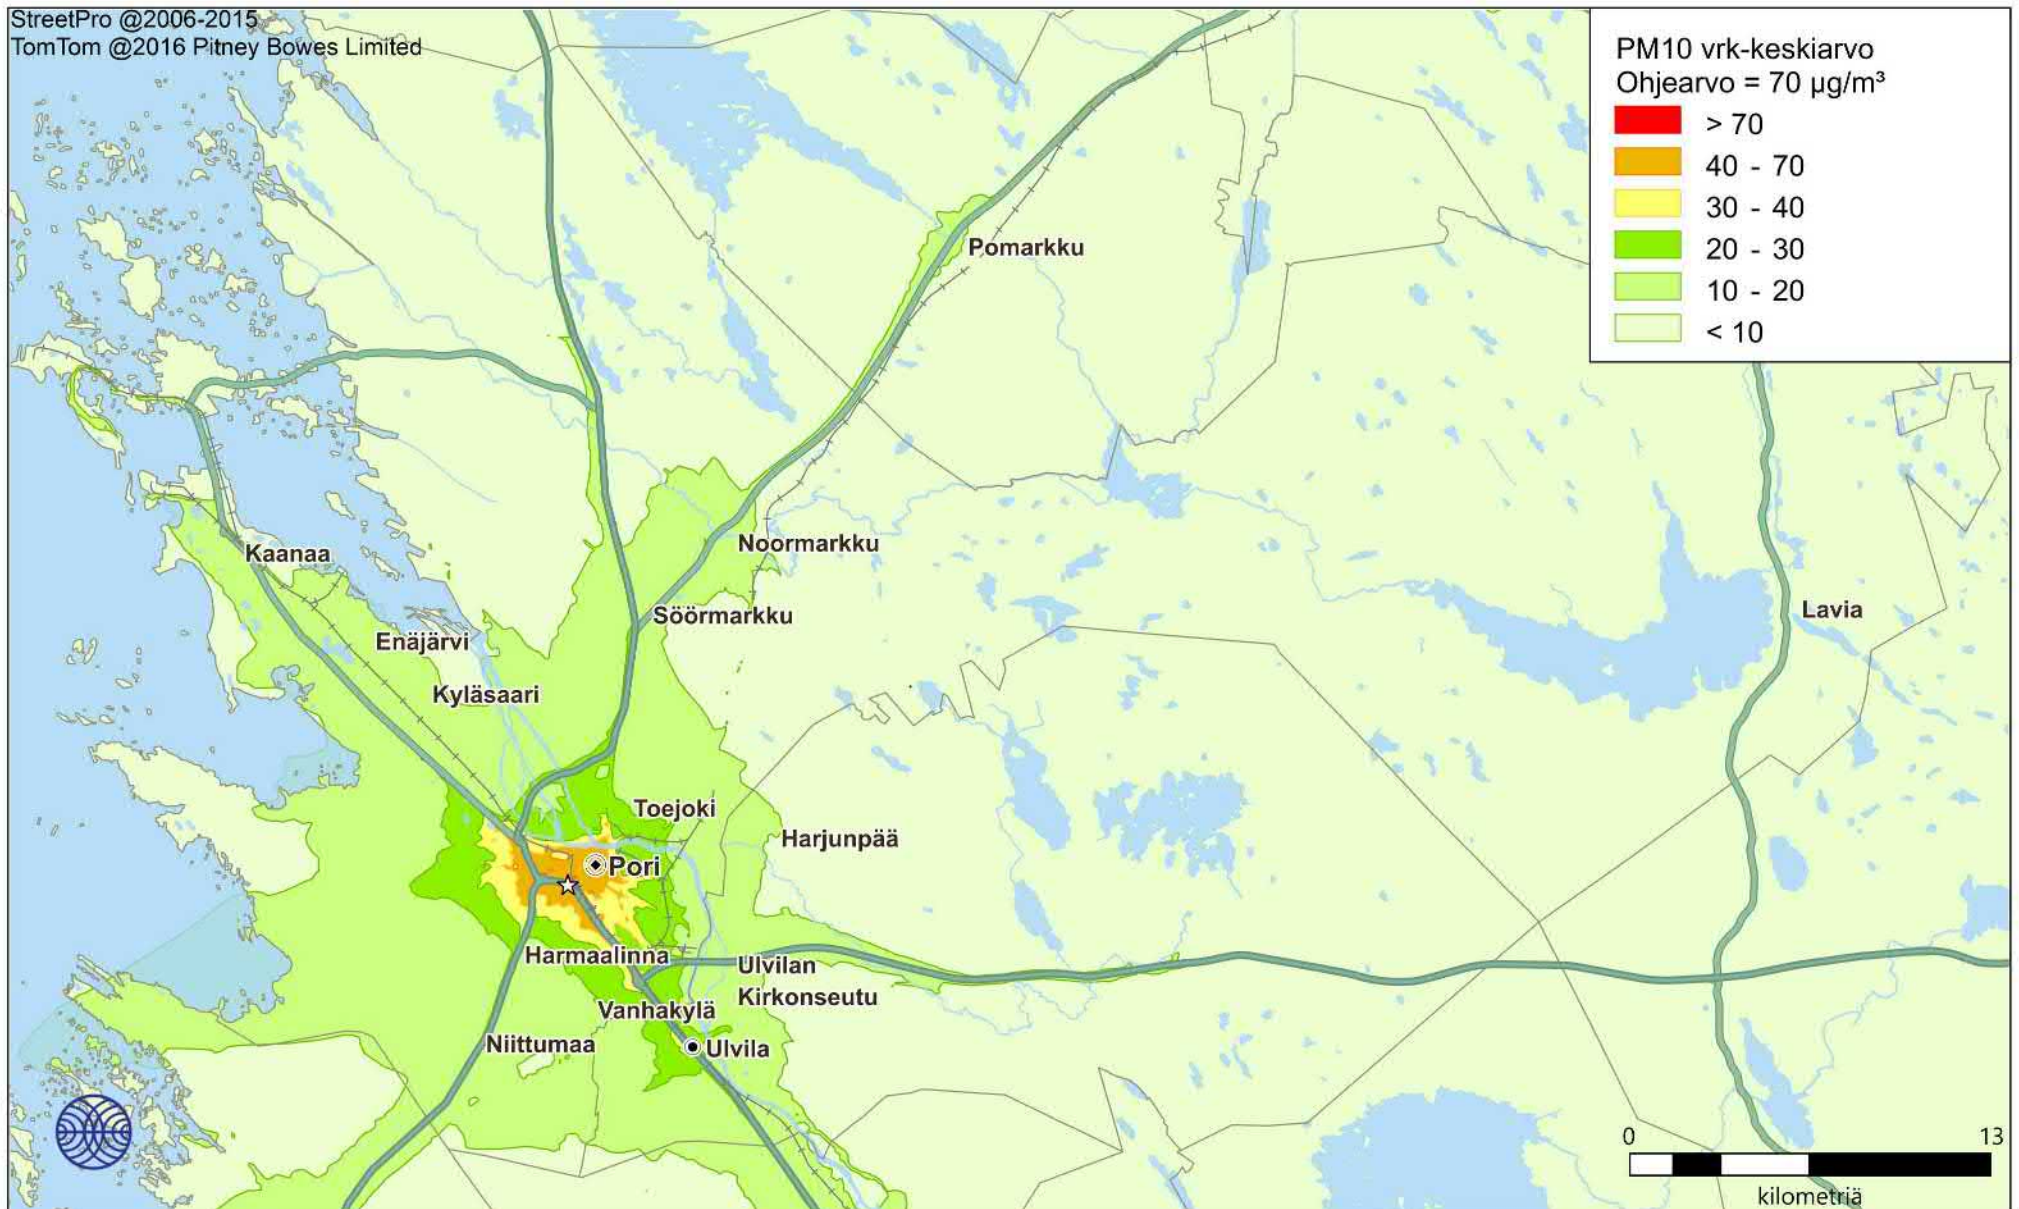 StreetPro @2006-2015
TomTom @2016 Pitney Bowes Limited
PM10 vrk-keskiarvo
Ohjearvo = 70 µg/m³
> 70
40 - 70
30 - 40
20 - 30
10 - 20
< 10
Pomarkku
Noormarkku
Kaanaa
Söörmarkku
Lavia
Enäjärvi
Kyläsaari
Toejoki
Harjunpää
Pori
Harmaalinna
Ulvilan
Kirkonseutu
Vanhakylä
Niittumaa
Ulvila
0 13
kilometriä